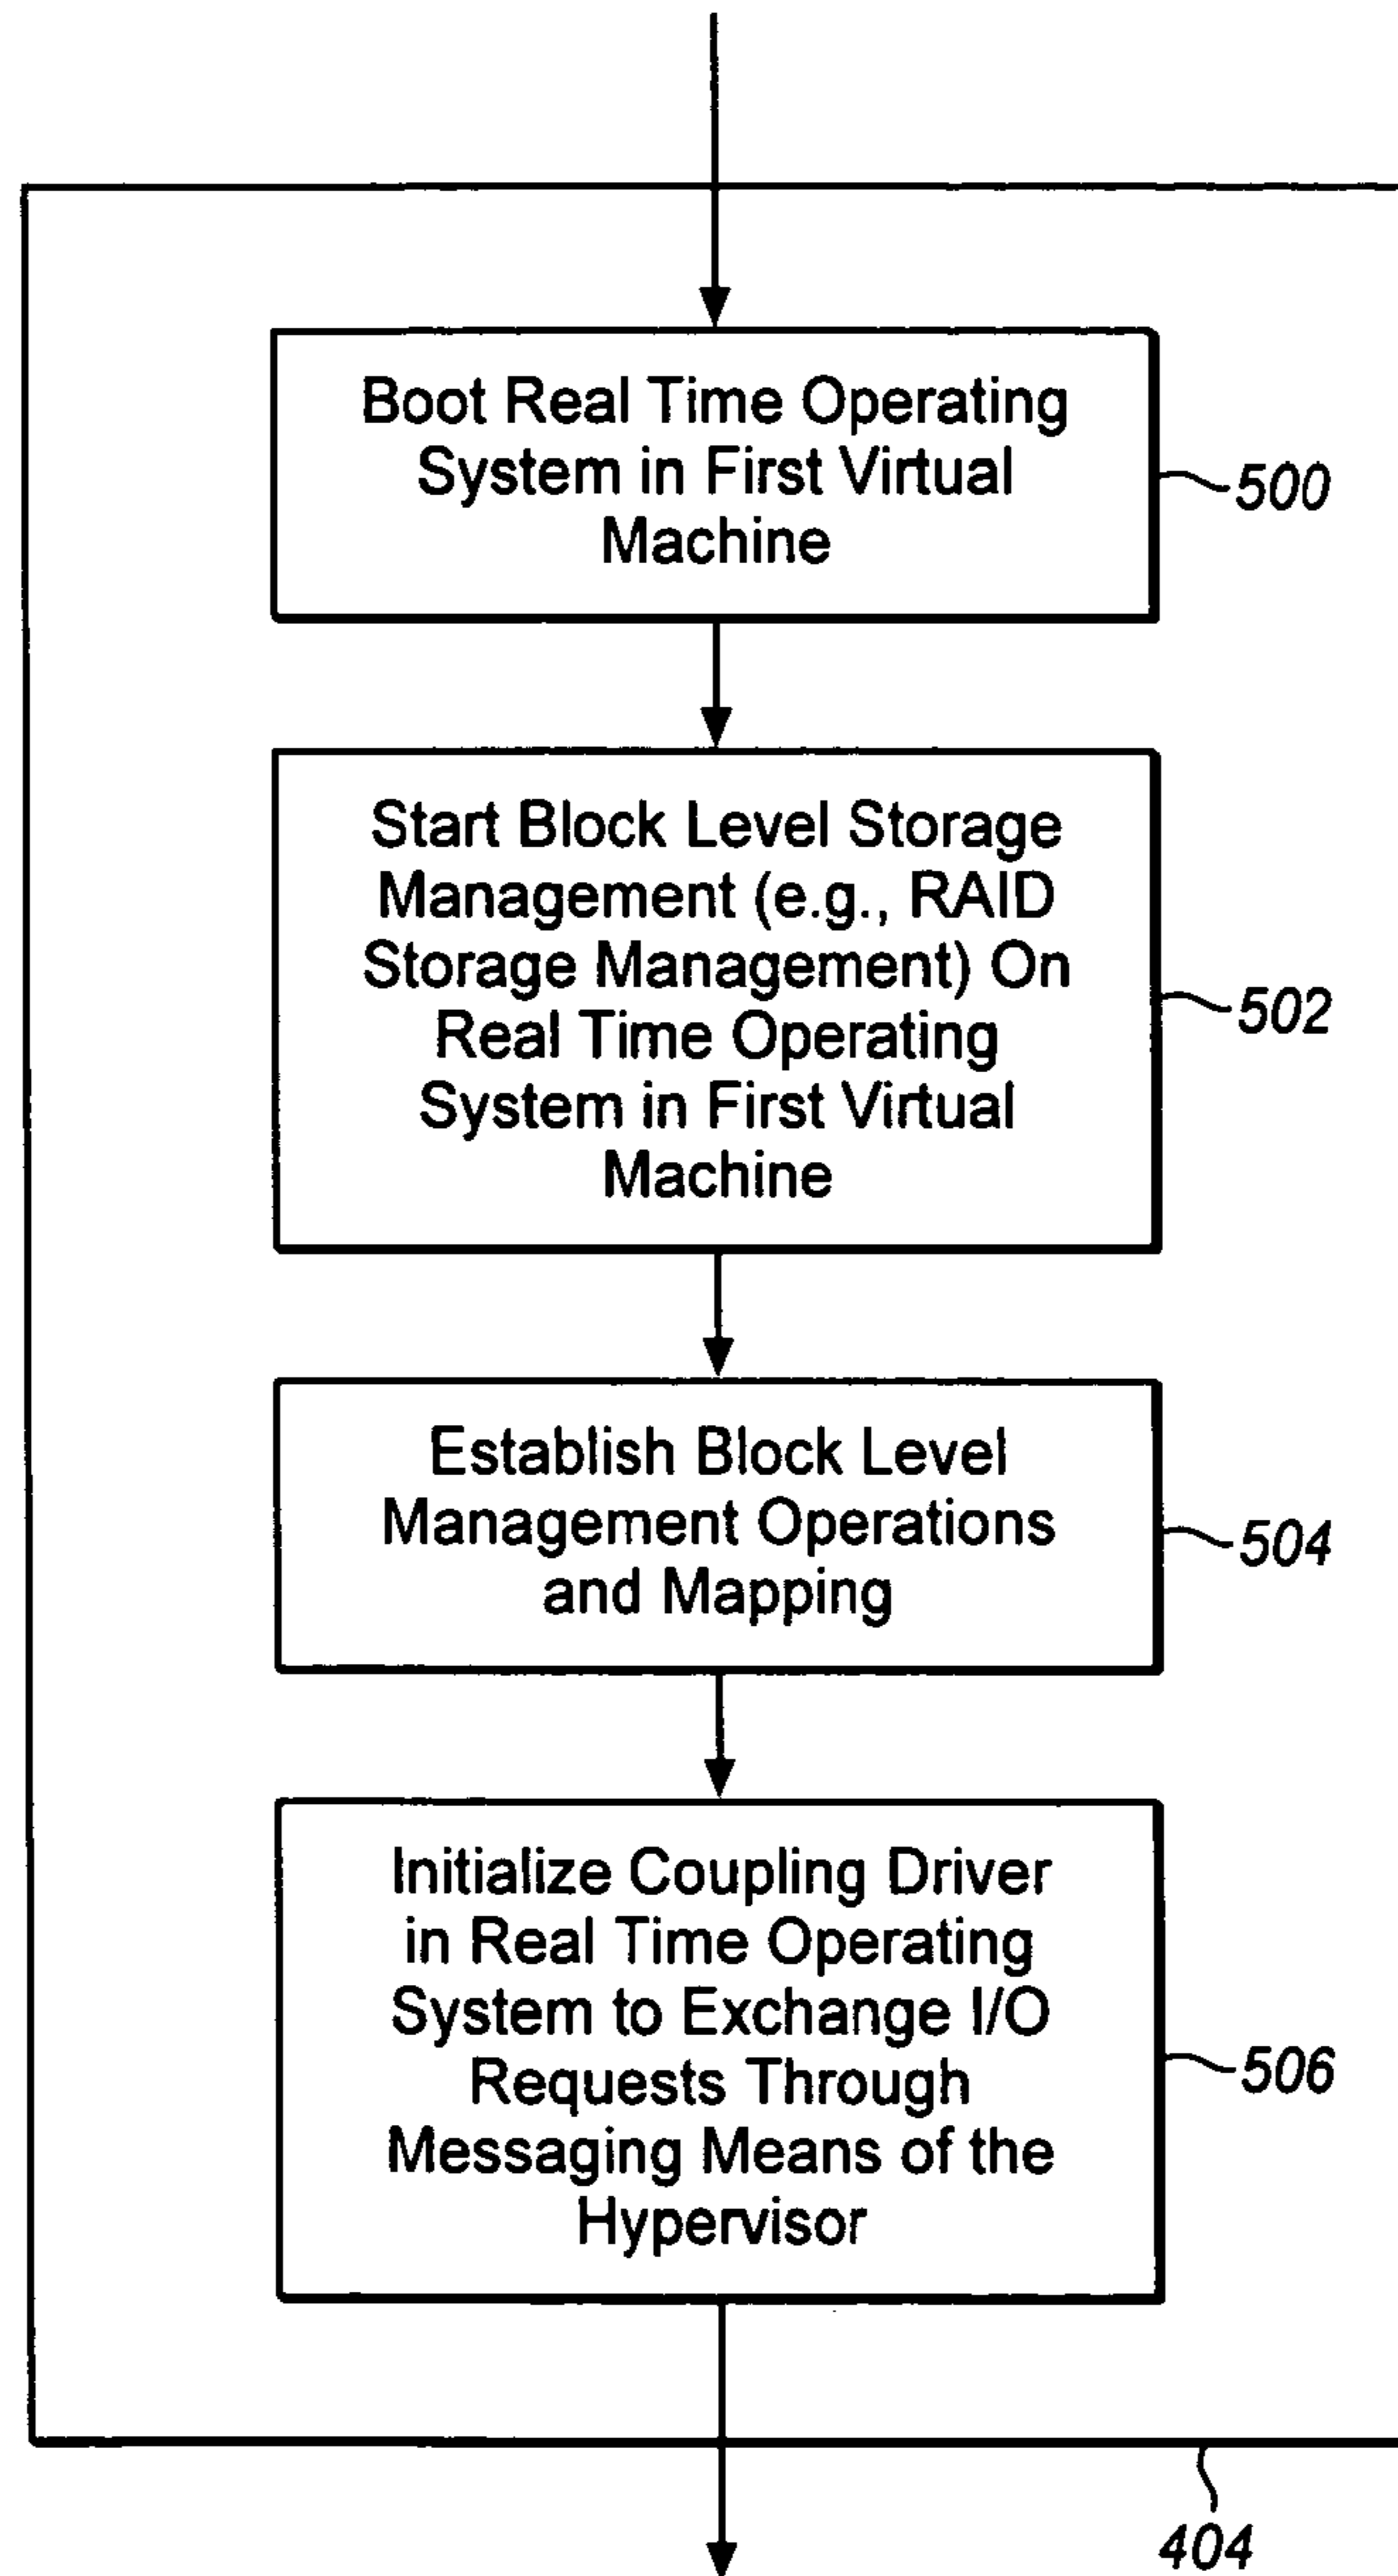 Boot Real Time Operating
System in First Virtual
Machine
500
Start Block Level Storage
Management (e.g., RAID
Storage Management) On
Real Time Operating
System in First Virtual
Machine
502
Establish Block Level
Management Operations
and Mapping
504
Initialize Coupling Driver
in Real Time Operating
System to Exchange I/O
Requests Through
Messaging Means of the
Hypervisor
506
404